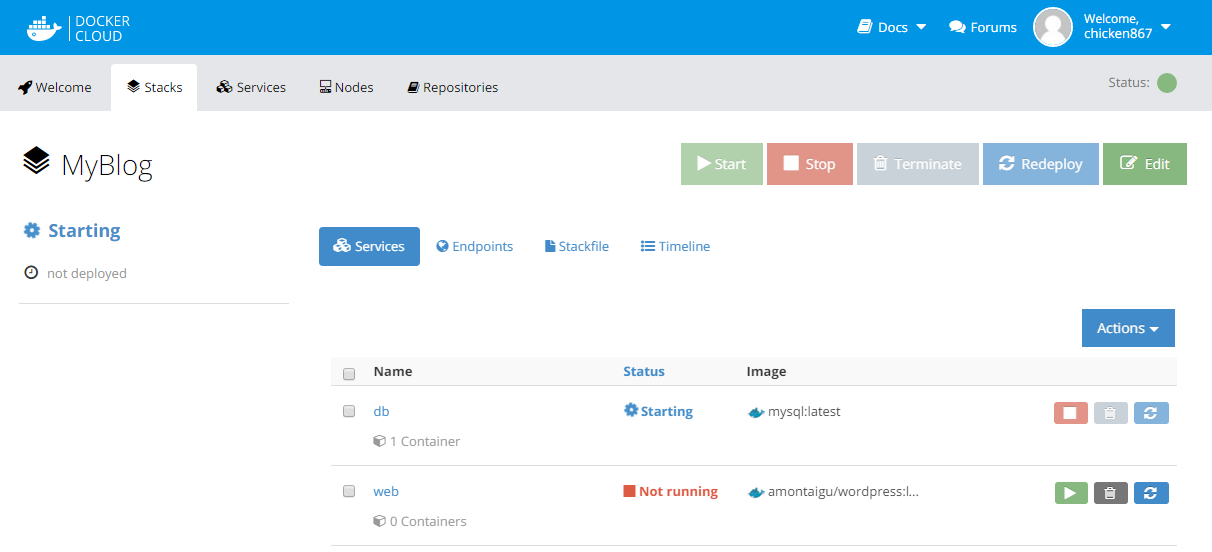 DOCKER
CLOUD
Docs
Forums
Welcome,
chicken867
Welcome
Stacks
Services
Nodes
Repositories
Status:
MyBlog
Start
Stop
Terminate
Redeploy
Edit
Starting
not deployed
Services
Endpoints
Stackfile
Timeline
Actions
Name Status Image
db Starting mysql:latest
1 Container
web Not running amontaigu/wordpress:l...
0 Containers